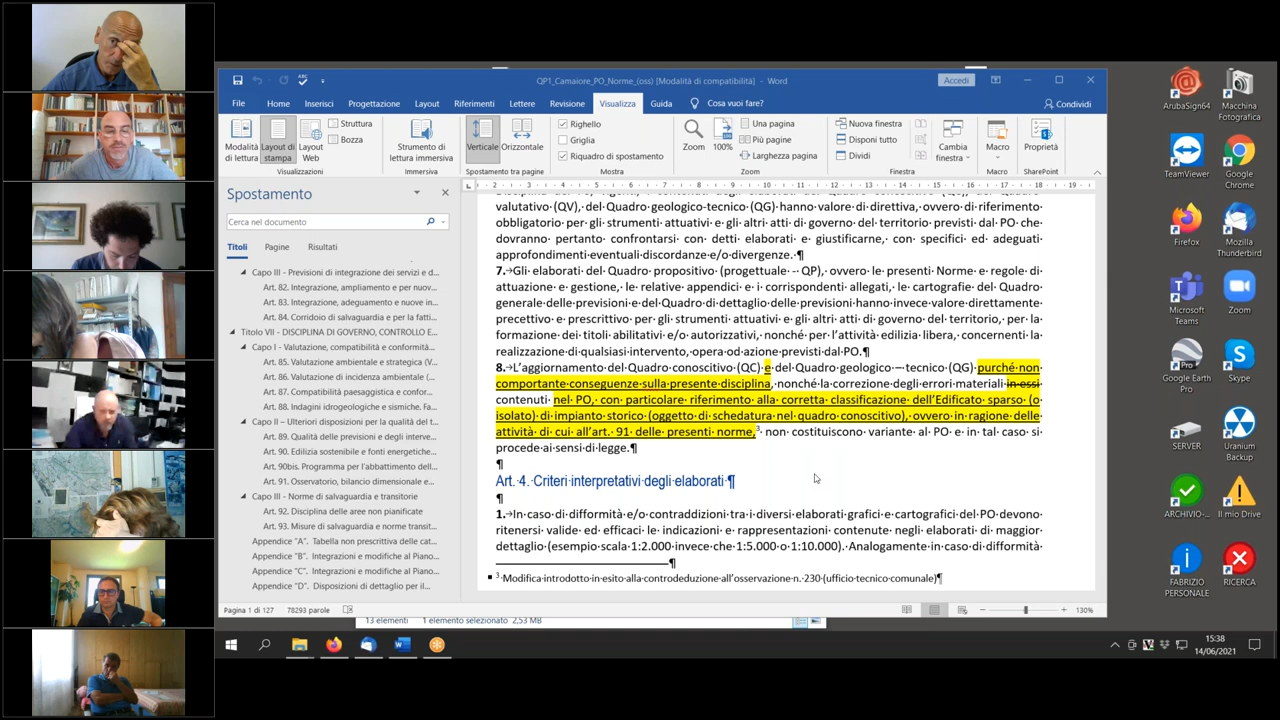 QP1_Camaiore_PO_Norme_(oss) [Modalità di compatibilità] - Word
Accedi
File Home Inserisci Progettazione Layout Riferimenti Lettere Revisione Visualizza Guida Cosa vuoi fare? Condividi
Modalità di lettura
Layout di stampa
Layout Web
Struttura
Bozza
Visualizzazioni
Strumento di lettura immersiva
Immersiva
Verticale
Orizzontale
Spostamento tra pagine
Righello
Griglia
Riquadro di spostamento
Mostra
Zoom
100%
Una pagina
Più pagine
Larghezza pagina
Zoom
Nuova finestra
Disponi tutto
Dividi
Cambia finestra
Finestra
Macro
Macro
Proprietà
SharePoint
Spostamento
Cerca nel documento
Titoli Pagine Risultati
Capo III - Previsioni di integrazione dei servizi e d...
Art. 82. Integrazione, ampliamento e per nuov...
Art. 83. Integrazione, adeguamento e nuove in...
Art. 84. Corridoio di salvaguardia e per la fatti...
Titolo VII - DISCIPLINA DI GOVERNO, CONTROLLO E...
Capo I - Valutazione, compatibilità e conformità...
Art. 85. Valutazione ambientale e strategica (V...
Art. 86. Valutazione di incidenza ambientale (...
Art. 87. Compatibilità paesaggistica e confor...
Art. 88. Indagini idrogeologiche e sismiche. Fa...
Capo II – Ulteriori disposizioni per la qualità del t...
Art. 89. Qualità delle previsioni e degli interve...
Art. 90. Edilizia sostenibile e fonti energetiche...
Art. 90bis. Programma per l'abbattimento dell...
Art. 91. Osservatorio, bilancio dimensionale e...
Capo III - Norme di salvaguardia e transitorie
Art. 92. Disciplina delle aree non pianificate
Art. 93. Misure di salvaguardia e norme transit...
Appendice “A”. Tabella non prescrittiva delle cat...
Appendice “B”. Integrazioni e modifiche al Piano...
Appendice “C”. Integrazioni e modifiche al Piano...
Appendice “D”. Disposizioni di dettaglio per il...
2 1 1 2 3 4 5 6 7 8 9 10 11 12 13 14 15 16 17 18 19
valutativo (QV), del Quadro geologico-tecnico (QG) hanno valore di direttiva, ovvero di riferimento
obbligatorio per gli strumenti attuativi e gli altri atti di governo del territorio previsti dal PO che
dovranno pertanto confrontarsi con detti elaborati e giustificarne, con specifici ed adeguati
approfondimenti eventuali discordanze e/o divergenze. ¶
7. Gli elaborati del Quadro propositivo (progettuale - QP), ovvero le presenti Norme e regole di
attuazione e gestione, le relative appendici e i corrispondenti allegati, le cartografie del Quadro
generale delle previsioni e del Quadro di dettaglio delle previsioni hanno invece valore direttamente
precettivo e prescrittivo per gli strumenti attuativi e gli altri atti di governo del territorio, per la
formazione dei titoli abilitativi e/o autorizzativi, nonché per l'attività edilizia libera, concernenti la
realizzazione di qualsiasi intervento, opera od azione previsti dal PO.¶
8. L'aggiornamento del Quadro conoscitivo (QC) e del Quadro geologico – tecnico (QG) purché non
comportante conseguenze sulla presente disciplina, nonché la correzione degli errori materiali in essi
contenuti nel PO, con particolare riferimento alla corretta classificazione dell'Edificato sparso (o
isolato) di impianto storico (oggetto di schedatura nel quadro conoscitivo), ovvero in ragione delle
attività di cui all'art. 91 delle presenti norme,3 non costituiscono variante al PO e in tal caso si
procede ai sensi di legge.¶
¶
Art. 4. Criteri interpretativi degli elaborati ¶
¶
1. In caso di difformità e/o contraddizioni tra i diversi elaborati grafici e cartografici del PO devono
ritenersi valide ed efficaci le indicazioni e rappresentazioni contenute negli elaborati di maggior
dettaglio (esempio scala 1:2.000 invece che 1:5.000 o 1:10.000). Analogamente in caso di difformità
¶
3 Modifica introdotto in esito alla controdeduzione all'osservazione n. 230 (ufficio tecnico comunale)¶
Pagina 1 di 127 78293 parole 130%
13 elementi 1 elemento selezionato 2,53 MB
ArubaSign64
Macchina Fotografica
TeamViewer
Google Chrome
Firefox
Mozilla Thunderbird
Microsoft Teams
Zoom
Google Earth Pro
Skype
SERVER
Uranium Backup
ARCHIVIO-...
Il mio Drive
FABRIZIO PERSONALE
RICERCA
15:38
14/06/2021